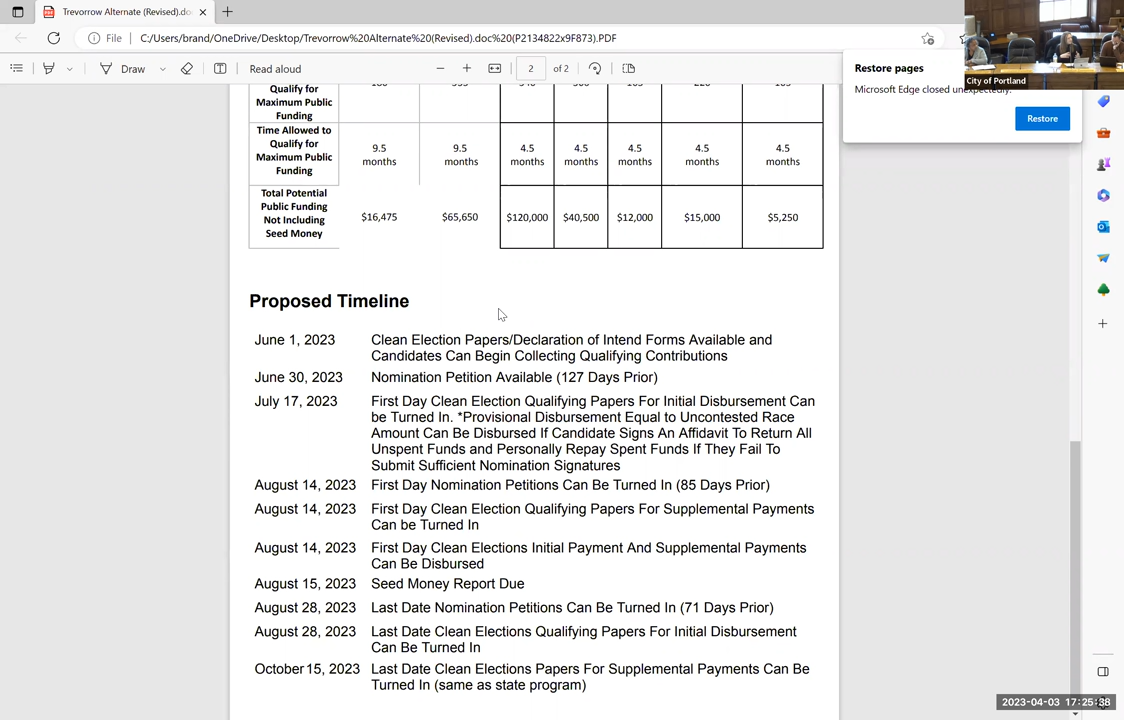 Trevorrow Alternate (Revised).do
File
C:/Users/brand/OneDrive/Desktop/Trevorrow%20Alternate%20(Revised).doc%20(P2134822x9F873).PDF
Draw
Read aloud
2
of 2
Restore pages
Microsoft Edge closed unexpectedly.
Restore
City of Portland
Qualify for
Maximum Public
Funding
Time Allowed to
Qualify for
Maximum Public
Funding
9.5 months
9.5 months
4.5 months
4.5 months
4.5 months
4.5 months
4.5 months
Total Potential
Public Funding
Not Including
Seed Money
$16,475
$65,650
$120,000
$40,500
$12,000
$15,000
$5,250
Proposed Timeline
June 1, 2023 Clean Election Papers/Declaration of Intend Forms Available and
Candidates Can Begin Collecting Qualifying Contributions
June 30, 2023 Nomination Petition Available (127 Days Prior)
July 17, 2023 First Day Clean Election Qualifying Papers For Initial Disbursement Can
be Turned In. *Provisional Disbursement Equal to Uncontested Race
Amount Can Be Disbursed If Candidate Signs An Affidavit To Return All
Unspent Funds and Personally Repay Spent Funds If They Fail To
Submit Sufficient Nomination Signatures
August 14, 2023 First Day Nomination Petitions Can Be Turned In (85 Days Prior)
August 14, 2023 First Day Clean Election Qualifying Papers For Supplemental Payments
Can be Turned In
August 14, 2023 First Day Clean Elections Initial Payment And Supplemental Payments
Can Be Disbursed
August 15, 2023 Seed Money Report Due
August 28, 2023 Last Date Nomination Petitions Can Be Turned In (71 Days Prior)
August 28, 2023 Last Date Clean Elections Qualifying Papers For Initial Disbursement
Can Be Turned In
October 15, 2023 Last Date Clean Elections Papers For Supplemental Payments Can Be
Turned In (same as state program)
2023-04-03 17:25:38